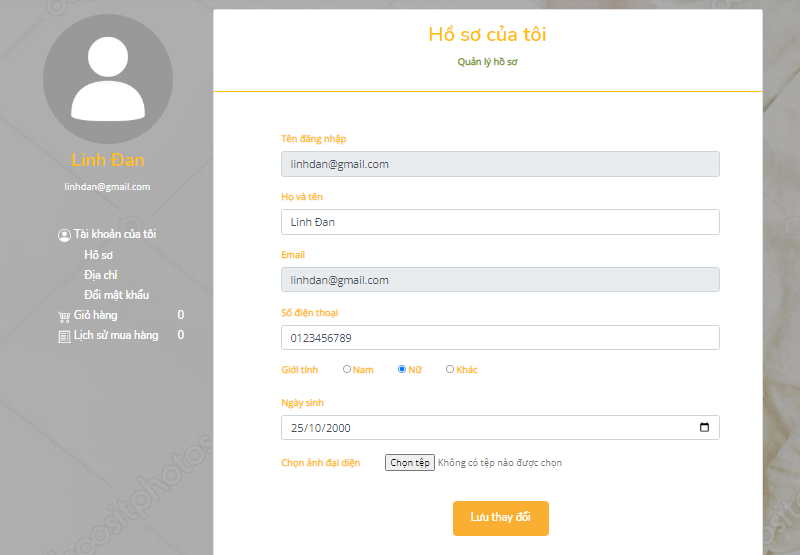 Linh Đan
linhdan@gmail.com
Tài khoản của tôi
Hồ sơ
Địa chỉ
Đổi mật khẩu
Giỏ hàng 0
Lịch sử mua hàng 0
Hồ sơ của tôi
Quản lý hồ sơ
Tên đăng nhập
linhdan@gmail.com
Họ và tên
Linh Đan
Email
linhdan@gmail.com
Số điện thoại
0123456789
Giới tính Nam Nữ Khác
Ngày sinh
25/10/2000
Chọn ảnh đại diện Chọn tệp Không có tệp nào được chọn
Lưu thay đổi
depositphotos